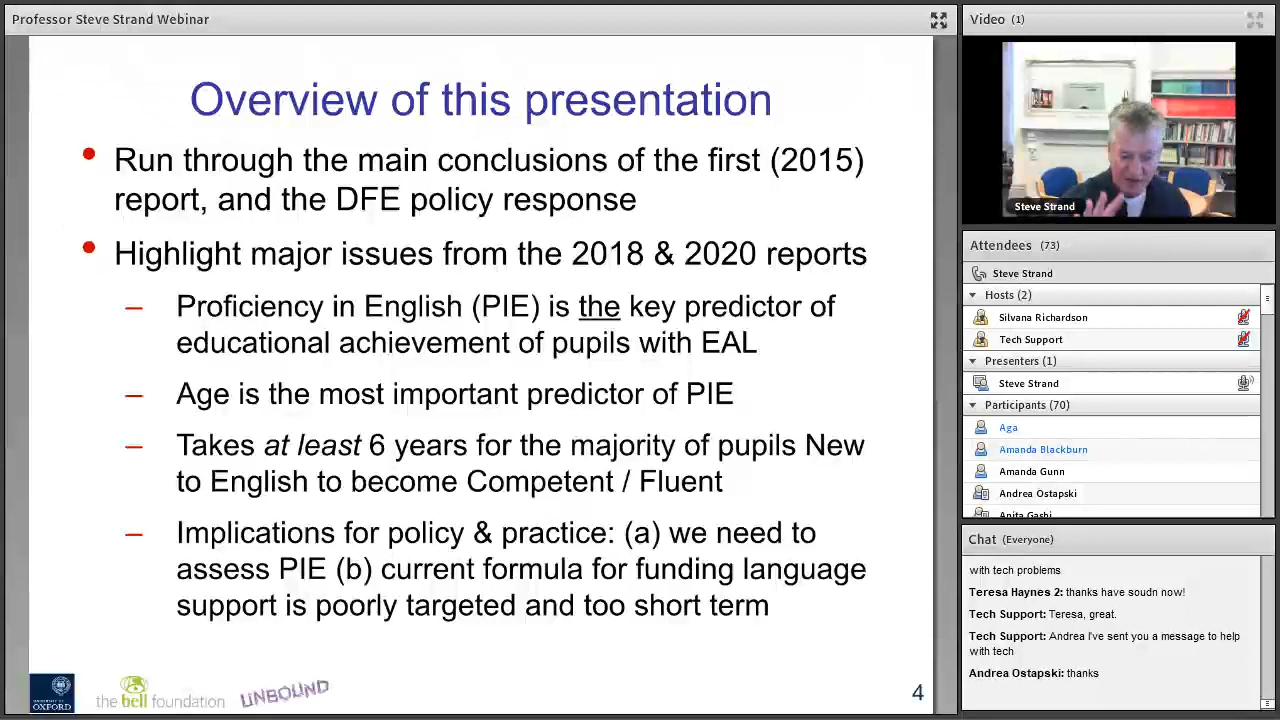 Professor Steve Strand Webinar
Overview of this presentation
• Run through the main conclusions of the first (2015)
report, and the DFE policy response
• Highlight major issues from the 2018 & 2020 reports
– Proficiency in English (PIE) is the key predictor of
educational achievement of pupils with EAL
– Age is the most important predictor of PIE
– Takes at least 6 years for the majority of pupils New
to English to become Competent / Fluent
– Implications for policy & practice: (a) we need to
assess PIE (b) current formula for funding language
support is poorly targeted and too short term
UNIVERSITY OF
OXFORD
the bell foundation
UNBOUND
4
Video (1)
Steve Strand
Attendees (73)
Steve Strand
Hosts (2)
Silvana Richardson
Tech Support
Presenters (1)
Steve Strand
Participants (70)
Aga
Amanda Blackburn
Amanda Gunn
Andrea Ostapski
Anita Gashi
Chat (Everyone)
with tech problems
Teresa Haynes 2: thanks have soudn now!
Tech Support: Teresa, great.
Tech Support: Andrea I've sent you a message to help
with tech
Andrea Ostapski: thanks